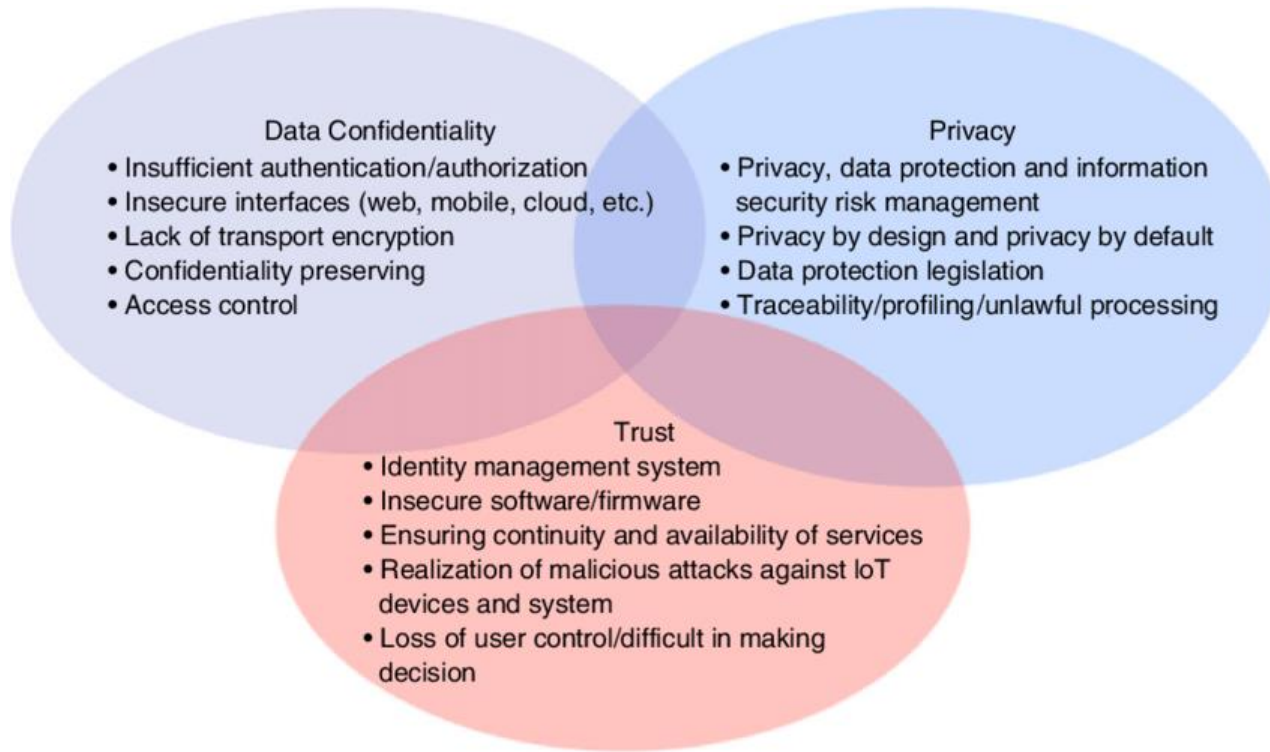 Data Confidentiality
• Insufficient authentication/authorization
• Insecure interfaces (web, mobile, cloud, etc.)
• Lack of transport encryption
• Confidentiality preserving
• Access control
Privacy
• Privacy, data protection and information
security risk management
• Privacy by design and privacy by default
• Data protection legislation
• Traceability/profiling/unlawful processing
Trust
• Identity management system
• Insecure software/firmware
• Ensuring continuity and availability of services
• Realization of malicious attacks against IoT
devices and system
• Loss of user control/difficult in making
decision